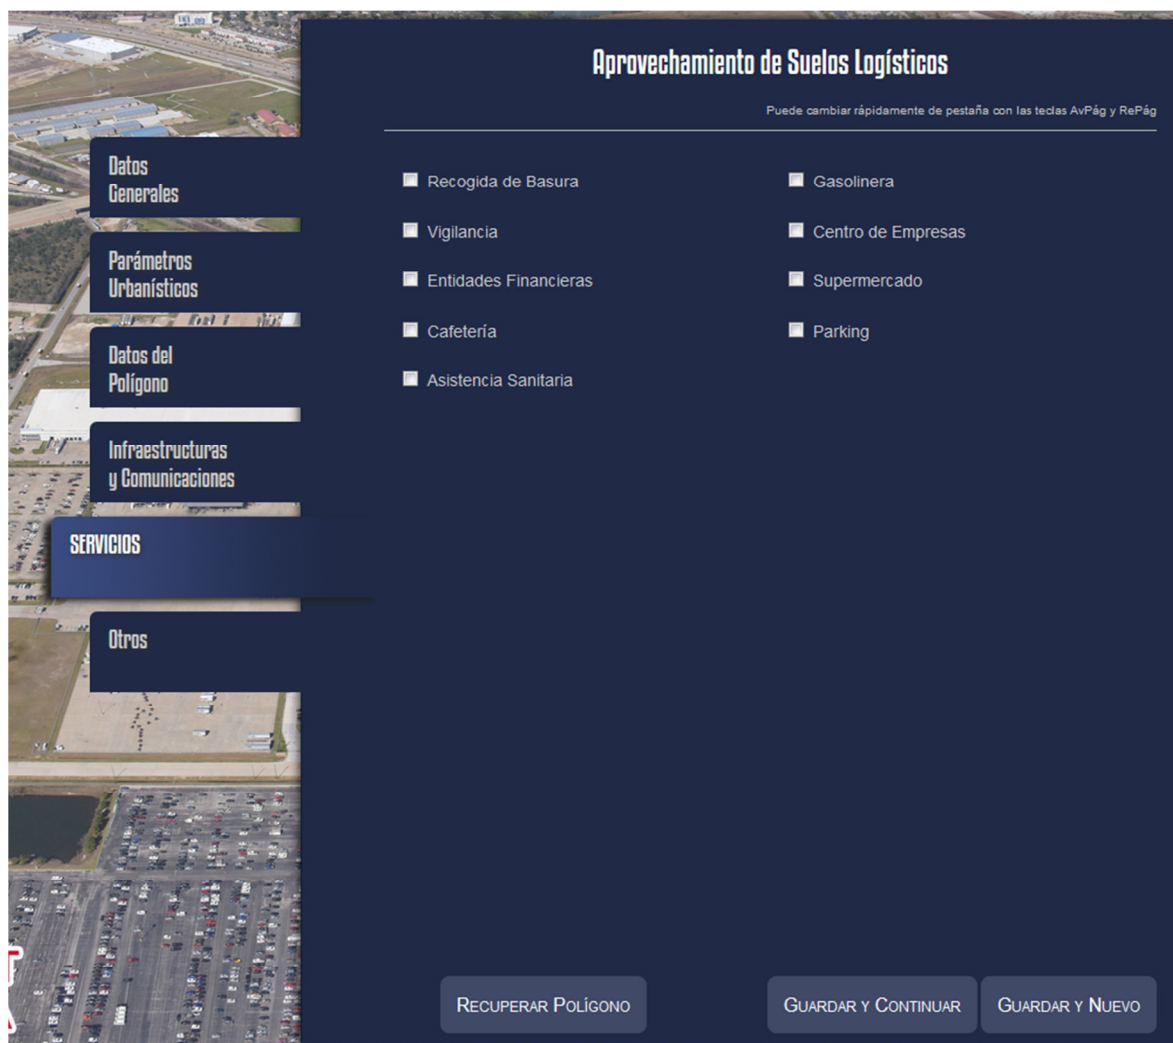 Aprovechamiento de Suelos Logísticos
Puede cambiar rápidamente de pestaña con las teclas AvPág y RePág
Datos
Generales
Parámetros
Urbanísticos
Datos del
Polígono
Infraestructuras
y Comunicaciones
SERVICIOS
Otros
Recogida de Basura
Gasolinera
Vigilancia
Centro de Empresas
Entidades Financieras
Supermercado
Cafetería
Parking
Asistencia Sanitaria
RECUPERAR POLÍGONO
GUARDAR Y CONTINUAR
GUARDAR Y NUEVO